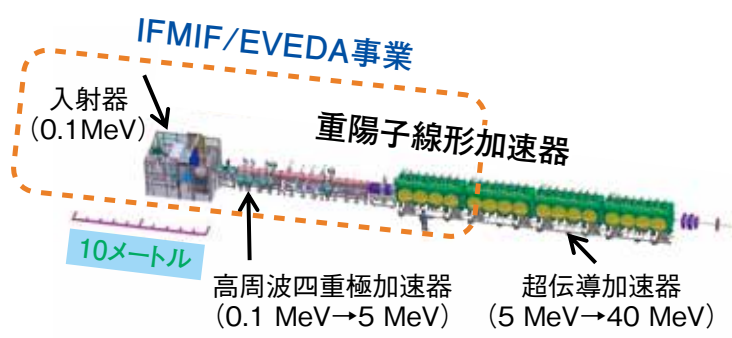 IFMIF/EVEDA事業
入射器
(0.1MeV)
重陽子線形加速器
10メートル
高周波四重極加速器
(0.1 MeV→5 MeV)
超伝導加速器
(5 MeV→40 MeV)